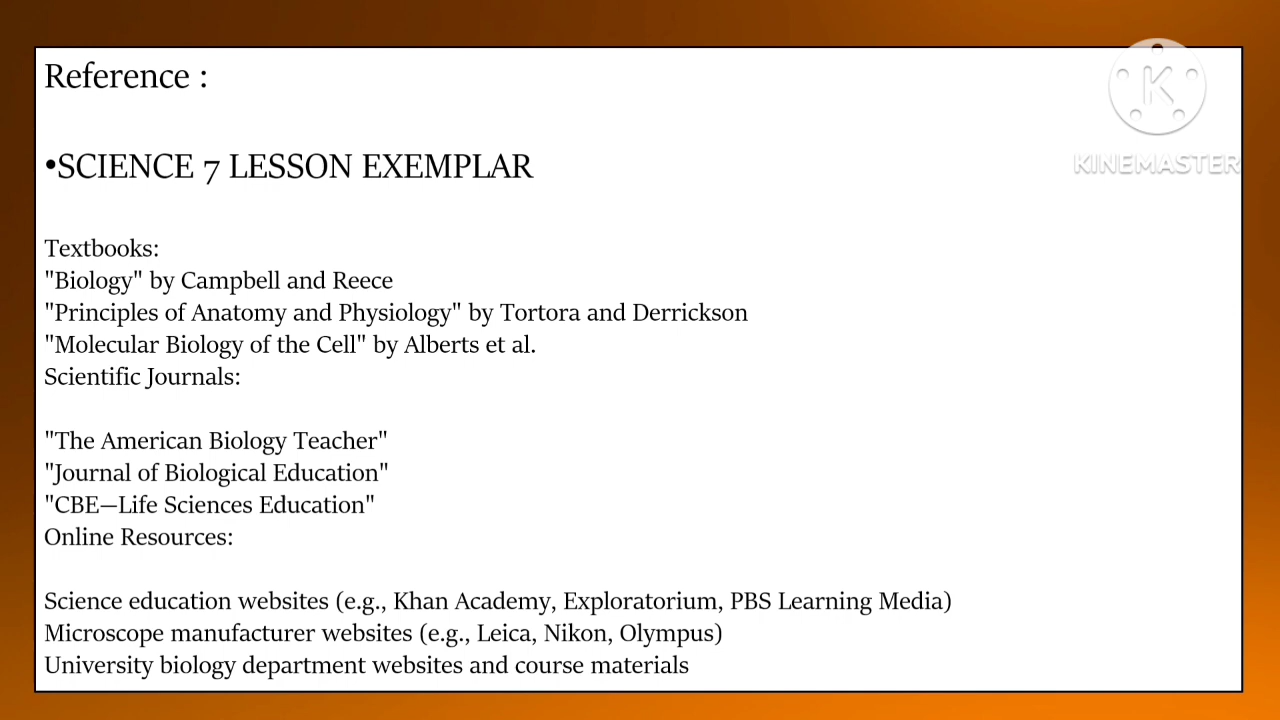 Reference :
•SCIENCE 7 LESSON EXEMPLAR
Textbooks:
"Biology" by Campbell and Reece
"Principles of Anatomy and Physiology" by Tortora and Derrickson
"Molecular Biology of the Cell" by Alberts et al.
Scientific Journals:
"The American Biology Teacher"
"Journal of Biological Education"
"CBE—Life Sciences Education"
Online Resources:
Science education websites (e.g., Khan Academy, Exploratorium, PBS Learning Media)
Microscope manufacturer websites (e.g., Leica, Nikon, Olympus)
University biology department websites and course materials
K
KINEMASTER